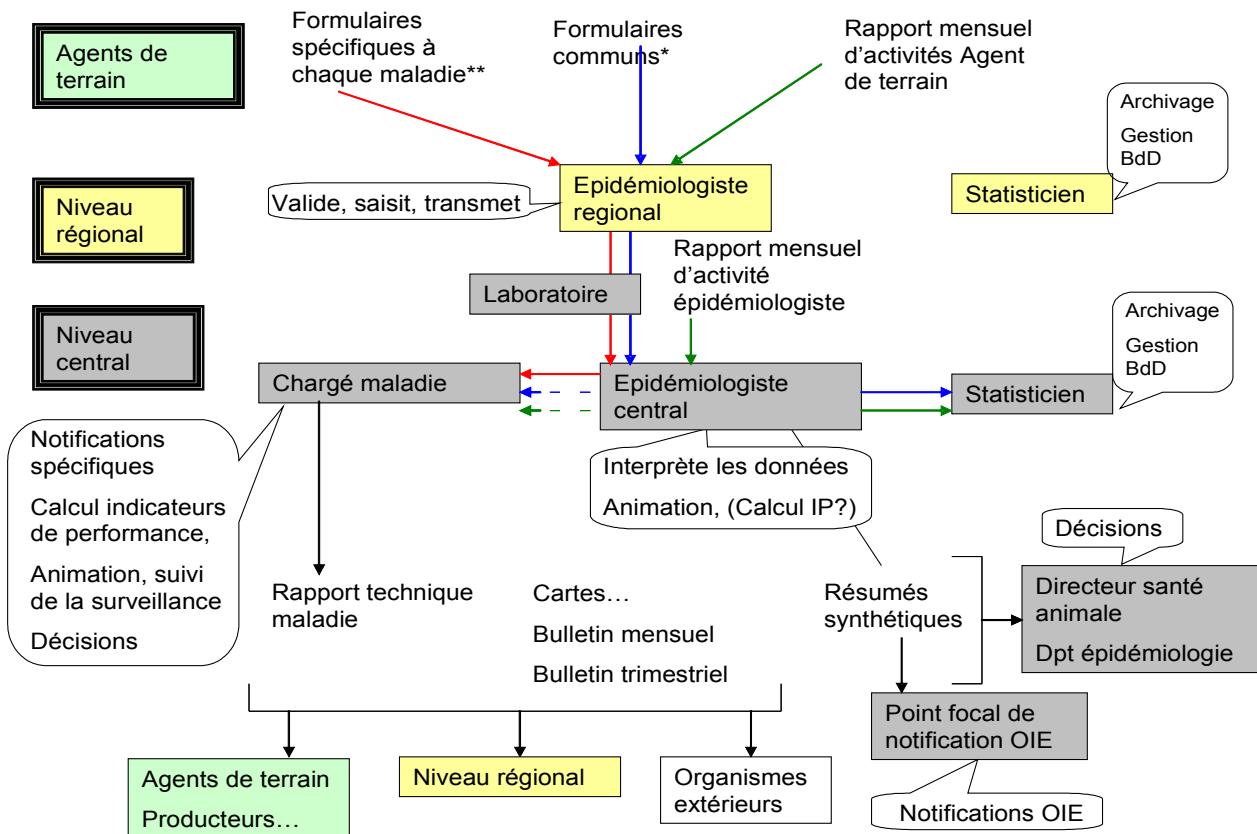 Agents de
terrain
Formulaires
spécifiques à
chaque maladie**
Formulaires
communs*
Rapport mensuel
d'activités Agent
de terrain
Archivage
Gestion
BdD
Niveau
régional
Valide, saisit, transmet
Epidémiologiste
regional
Statisticien
Rapport mensuel
d'activité
épidémiologiste
Laboratoire
Niveau
central
Archivage
Gestion
BdD
Chargé maladie
Epidémiologiste
central
Statisticien
Notifications
spécifiques
Calcul indicateurs
de performance,
Animation, suivi
de la surveillance
Décisions
Interprète les données
Animation, (Calcul IP?)
Décisions
Rapport technique
maladie
Cartes…
Bulletin mensuel
Bulletin trimestriel
Résumés
synthétiques
Directeur santé
animale
Dpt épidémiologie
Point focal de
notification OIE
Agents de terrain
Producteurs…
Niveau régional
Organismes
extérieurs
Notifications OIE